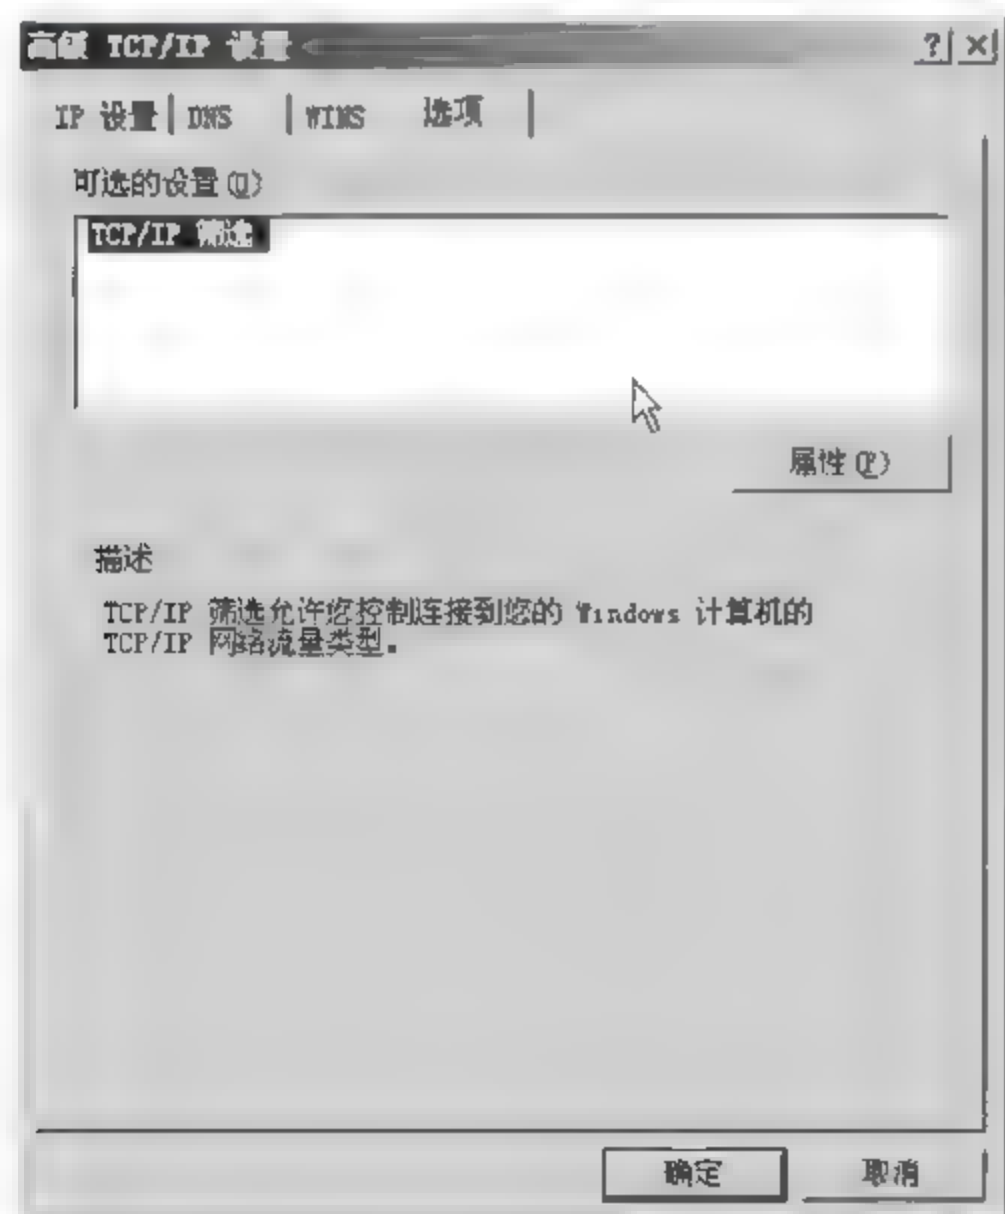 高级 TCP/IP 设置
IP 设置 DNS WINS 选项
可选的设置(O)
TCP/IP 筛选
属性(P)
描述
TCP/IP 筛选允许您控制连接到您的 Windows 计算机的
TCP/IP 网络流量类型。
确定 取消